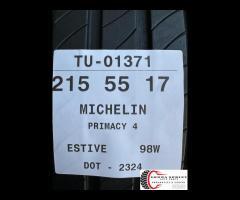 TU-01371
215 55 17
MICHELIN
PRIMACY 4
ESTIVE 98W
DOT - 2324